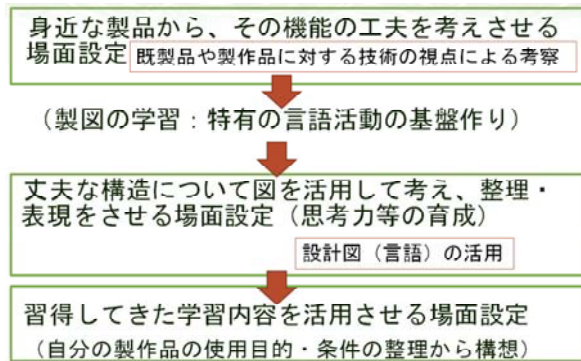 身近な製品から、その機能の工夫を考えさせる
場面設定
既製品や製作品に対する技術の視点による考察
(製図の学習:特有の言語活動の基盤作り)
丈夫な構造について図を活用して考え、整理・
表現をさせる場面設定(思考力等の育成)
設計図(言語)の活用
習得してきた学習内容を活用させる場面設定
(自分の製作品の使用目的・条件の整理から構想)